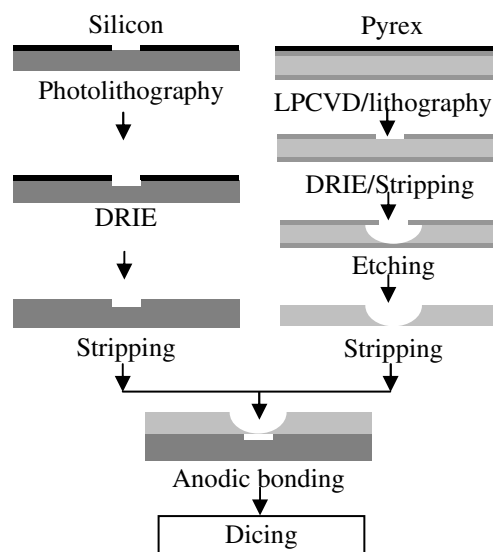 Silicon
Photolithography
DRIE
Stripping
Pyrex
LPCVD/lithography
DRIE/Stripping
Etching
Stripping
Anodic bonding
Dicing